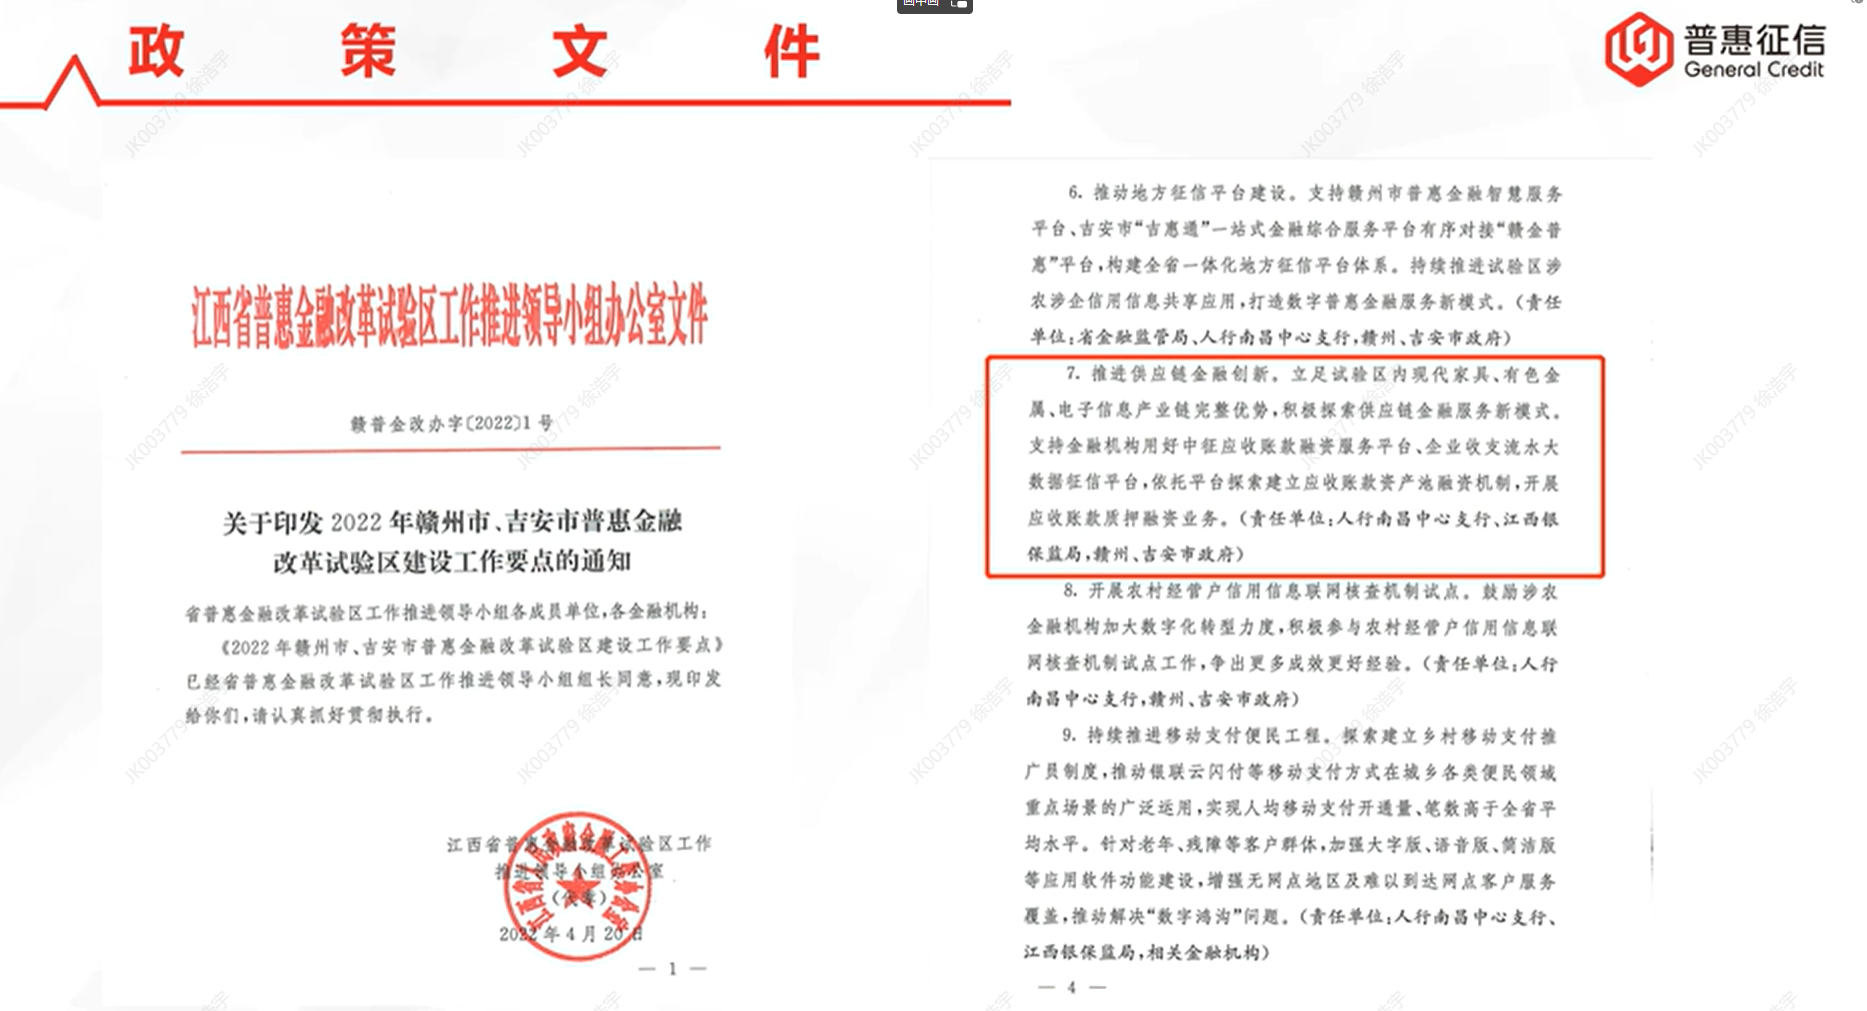 政策文件
普惠征信
General Credit
江西省普惠金融改革试验区工作推进领导小组办公室文件
赣普金改办字〔2022〕1号
关于印发2022年赣州市、吉安市普惠金融
改革试验区建设工作要点的通知
省普惠金融改革试验区工作推进领导小组各成员单位,各金融机构:
《2022年赣州市、吉安市普惠金融改革试验区建设工作要点》
已经省普惠金融改革试验区工作推进领导小组组长同意,现印发
给你们,请认真抓好贯彻执行。
江西省普惠金融改革试验区工作
推进领导小组办公室
(代章)
2022年4月20日
— 1 —
6. 推动地方征信平台建设。支持赣州市普惠金融智慧服务
平台、吉安市“吉惠通”一站式金融综合服务平台有序对接“赣金普
惠”平台,构建全省一体化地方征信平台体系。持续推进试验区涉
农涉企信用信息共享应用,打造数字普惠金融服务新模式。(责任
单位:省金融监管局、人行南昌中心支行,赣州、吉安市政府)
7. 推进供应链金融创新。立足试验区内现代家具、有色金
属、电子信息产业链完整优势,积极探索供应链金融服务新模式。
支持金融机构用好中征应收账款融资服务平台、企业收支流水大
数据征信平台,依托平台探索建立应收账款资产池融资机制,开展
应收账款质押融资业务。(责任单位:人行南昌中心支行、江西银
保监局,赣州、吉安市政府)
8. 开展农村经营户信用信息联网核查机制试点。鼓励涉农
金融机构加大数字化转型力度,积极参与农村经营户信用信息联
网核查机制试点工作,争出更多成效更好经验。(责任单位:人行
南昌中心支行,赣州、吉安市政府)
9. 持续推进移动支付便民工程。探索建立乡村移动支付推
广员制度,推动银联云闪付等移动支付方式在城乡各类便民领域
重点场景的广泛运用,实现人均移动支付开通量、笔数高于全省平
均水平。针对老年、残障等客户群体,加强大字版、语音版、简洁版
等应用软件功能建设,增强无网点地区及难以到达网点客户服务
覆盖,推动解决“数字鸿沟”问题。(责任单位:人行南昌中心支行、
江西银保监局,相关金融机构)
— 4 —
JK003779 徐浩宇